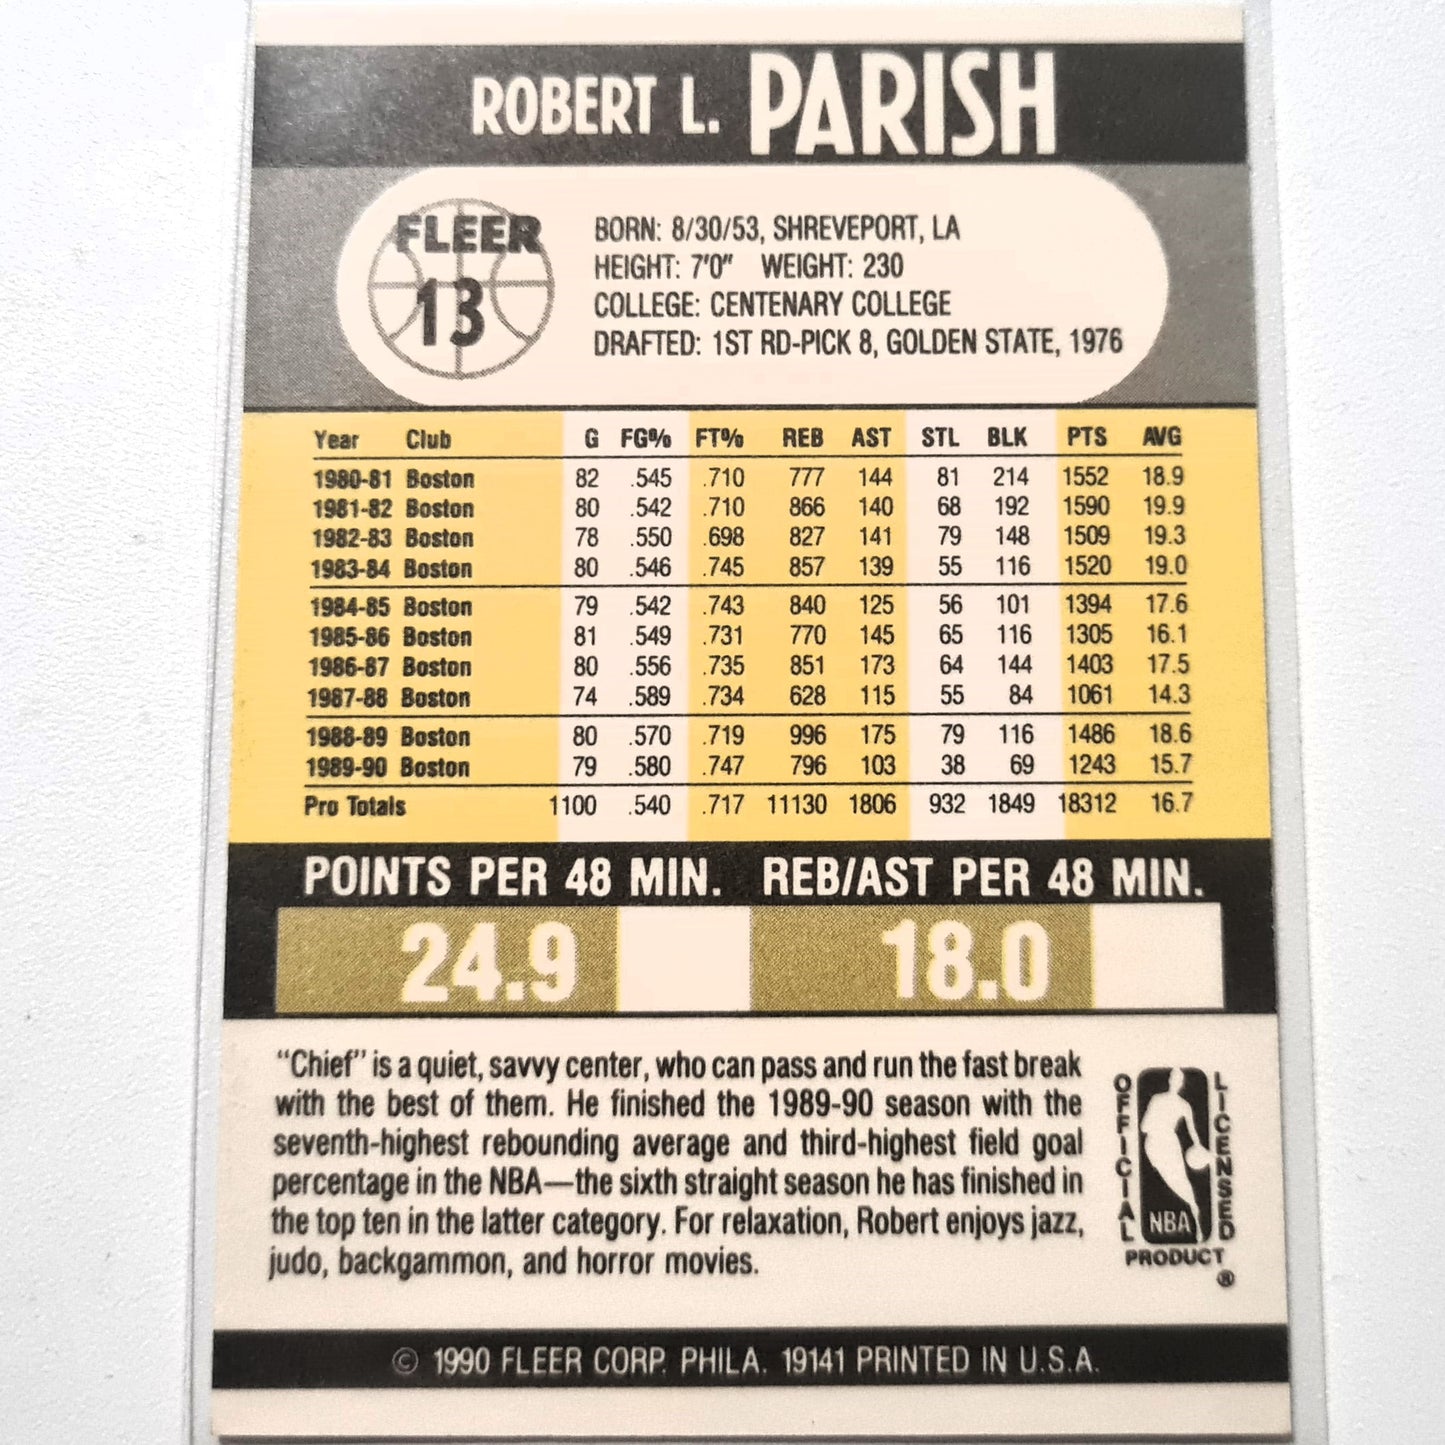 ROBERT L. PARISH
FLEER
13
BORN: 8/30/53, SHREVEPORT, LA
HEIGHT: 7'0" WEIGHT: 230
COLLEGE: CENTENARY COLLEGE
DRAFTED: 1ST RD-PICK 8, GOLDEN STATE, 1976
Year Club G FG% FT% REB AST STL BLK PTS AVG
1980-81 Boston 82 .545 .710 777 144 81 214 1552 18.9
1981-82 Boston 80 .542 .710 866 140 68 192 1590 19.9
1982-83 Boston 78 .550 .698 827 141 79 148 1509 19.3
1983-84 Boston 80 .546 .745 857 139 55 116 1520 19.0
1984-85 Boston 79 .542 .743 840 125 56 101 1394 17.6
1985-86 Boston 81 .549 .731 770 145 65 116 1305 16.1
1986-87 Boston 80 .556 .735 851 173 64 144 1403 17.5
1987-88 Boston 74 .589 .734 628 115 55 84 1061 14.3
1988-89 Boston 80 .570 .719 996 175 79 116 1486 18.6
1989-90 Boston 79 .580 .747 796 103 38 69 1243 15.7
Pro Totals 1100 .540 .717 11130 1806 932 1849 18312 16.7
POINTS PER 48 MIN. REB/AST PER 48 MIN.
24.9 18.0
"Chief" is a quiet, savvy center, who can pass and run the fast break
with the best of them. He finished the 1989-90 season with the
seventh-highest rebounding average and third-highest field goal
percentage in the NBA—the sixth straight season he has finished in
the top ten in the latter category. For relaxation, Robert enjoys jazz,
judo, backgammon, and horror movies.
OFFICIAL
NBA
LICENSED
PRODUCT
®
© 1990 FLEER CORP. PHILA. 19141 PRINTED IN U.S.A.